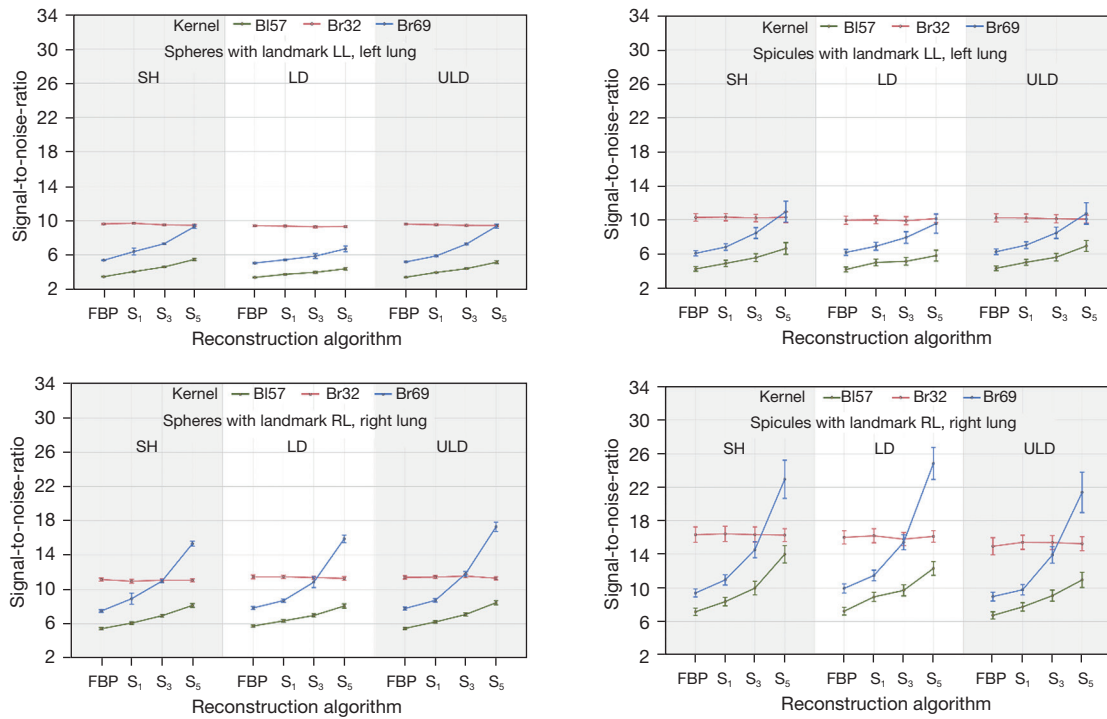 34
Kernel Bl57 Br32 Br69
30
Spheres with landmark LL, left lung
26
SH LD ULD
22
18
14
10
6
2
Signal-to-noise-ratio
FBP S₁ S₃ S₅ FBP S₁ S₃ S₅ FBP S₁ S₃ S₅
Reconstruction algorithm
34
Kernel Bl57 Br32 Br69
30
Spicules with landmark LL, left lung
26
SH LD ULD
22
18
14
10
6
2
Signal-to-noise-ratio
FBP S₁ S₃ S₅ FBP S₁ S₃ S₅ FBP S₁ S₃ S₅
Reconstruction algorithm
34
Kernel Bl57 Br32 Br69
30
Spheres with landmark RL, right lung
26
SH LD ULD
22
18
14
10
6
2
Signal-to-noise-ratio
FBP S₁ S₃ S₅ FBP S₁ S₃ S₅ FBP S₁ S₃ S₅
Reconstruction algorithm
34
Kernel Bl57 Br32 Br69
30
Spicules with landmark RL, right lung
26
SH LD ULD
22
18
14
10
6
2
Signal-to-noise-ratio
FBP S₁ S₃ S₅ FBP S₁ S₃ S₅ FBP S₁ S₃ S₅
Reconstruction algorithm